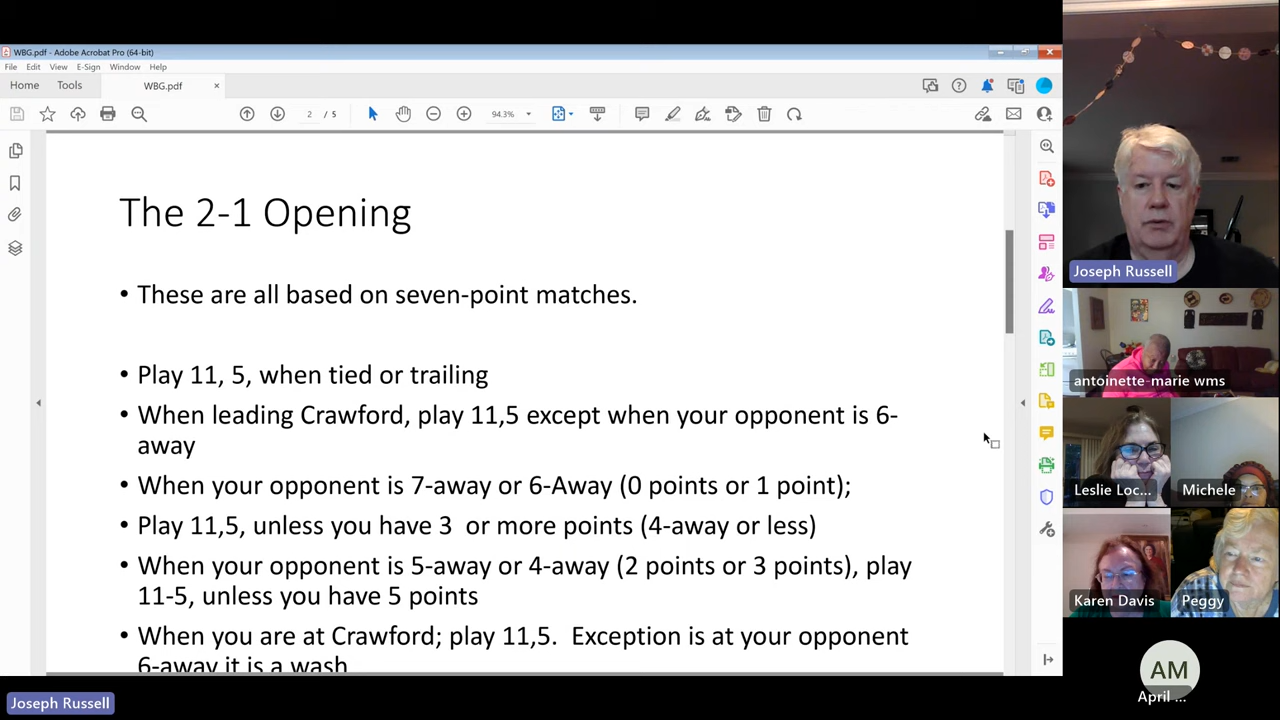 WBG.pdf - Adobe Acrobat Pro (64-bit)
File Edit View E-Sign Window Help
Home Tools WBG.pdf ×
2 / 5 94.3%
The 2-1 Opening
• These are all based on seven-point matches.
• Play 11, 5, when tied or trailing
• When leading Crawford, play 11,5 except when your opponent is 6-
away
• When your opponent is 7-away or 6-Away (0 points or 1 point);
• Play 11,5, unless you have 3 or more points (4-away or less)
• When your opponent is 5-away or 4-away (2 points or 3 points), play
11-5, unless you have 5 points
• When you are at Crawford; play 11,5. Exception is at your opponent
6-away it is a wash
Joseph Russell
Joseph Russell
antoinette-marie wms
Leslie Loc...
Michele
Karen Davis
Peggy
AM
April ...